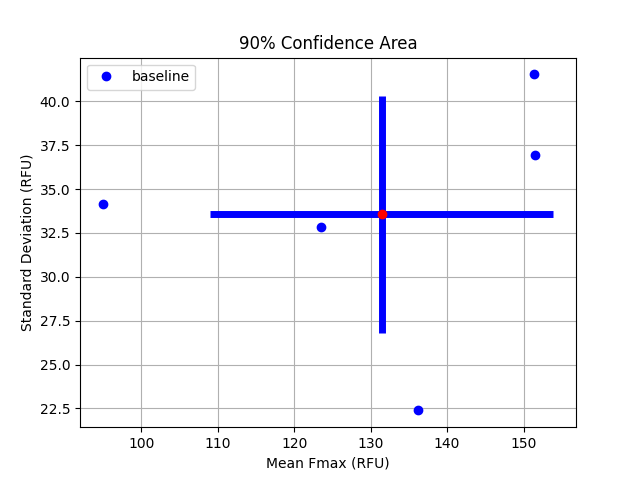 90% Confidence Area
baseline
Standard Deviation (RFU)
40.0
37.5
35.0
32.5
30.0
27.5
25.0
22.5
100 110 120 130 140 150
Mean Fmax (RFU)